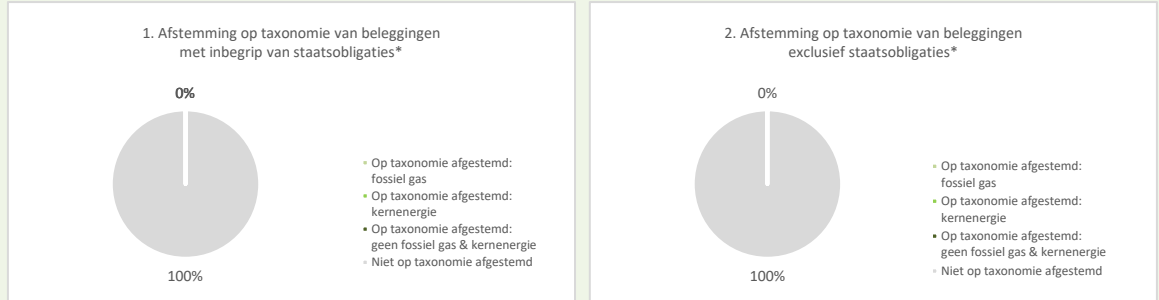 1. Afstemming op taxonomie van beleggingen
met inbegrip van staatsobligaties*
0%
100%
Op taxonomie afgestemd:
fossiel gas
Op taxonomie afgestemd:
kernenergie
Op taxonomie afgestemd:
geen fossiel gas & kernenergie
Niet op taxonomie afgestemd
2. Afstemming op taxonomie van beleggingen
exclusief staatsobligaties*
0%
100%
Op taxonomie afgestemd:
fossiel gas
Op taxonomie afgestemd:
kernenergie
Op taxonomie afgestemd:
geen fossiel gas & kernenergie
Niet op taxonomie afgestemd